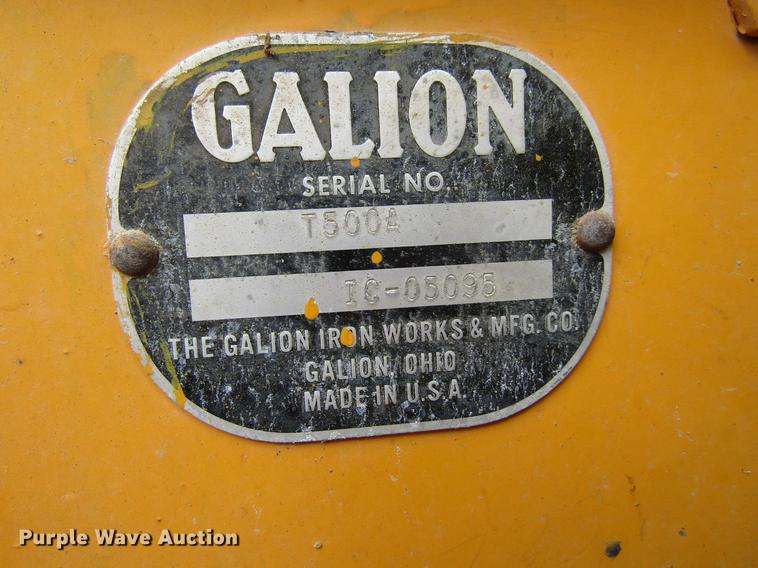 GALION
SERIAL NO.
T500A
IC-05095
THE GALION IRON WORKS & MFG. CO.
GALION, OHIO
MADE IN U.S.A.
Purple Wave Auction